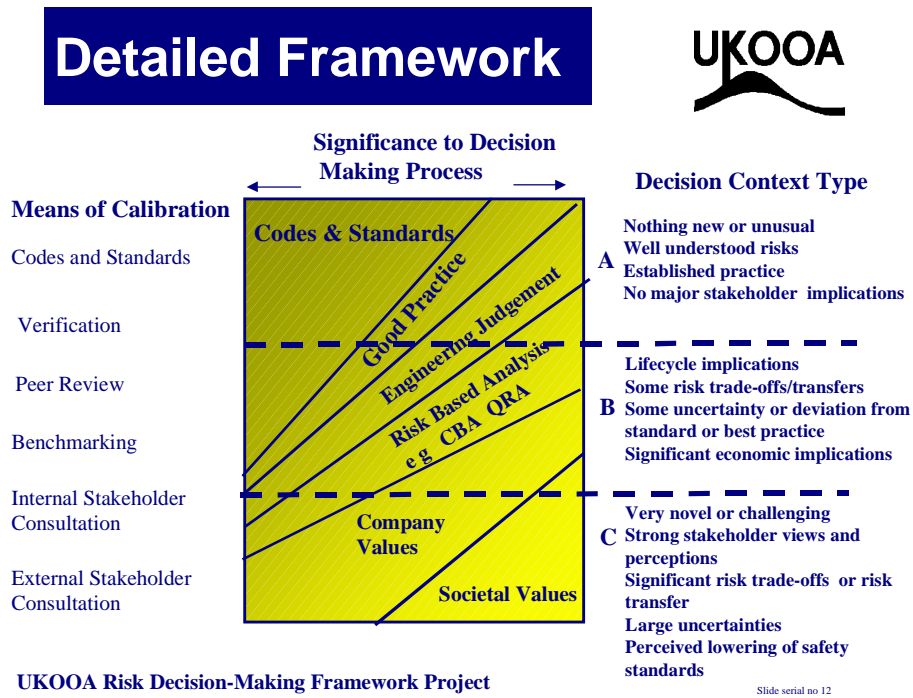 Detailed Framework
UKOOA
Significance to Decision
Making Process
Decision Context Type
Means of Calibration
Codes and Standards
Verification
Peer Review
Benchmarking
Internal Stakeholder
Consultation
External Stakeholder
Consultation
Codes & Standards
Good Practice
Engineering Judgement
Risk Based Analysis
e g CBA QRA
Company
Values
Societal Values
A
Nothing new or unusual
Well understood risks
Established practice
No major stakeholder implications
B
Lifecycle implications
Some risk trade-offs/transfers
Some uncertainty or deviation from
standard or best practice
Significant economic implications
C
Very novel or challenging
Strong stakeholder views and
perceptions
Significant risk trade-offs or risk
transfer
Large uncertainties
Perceived lowering of safety
standards
UKOOA Risk Decision-Making Framework Project
Slide serial no 12